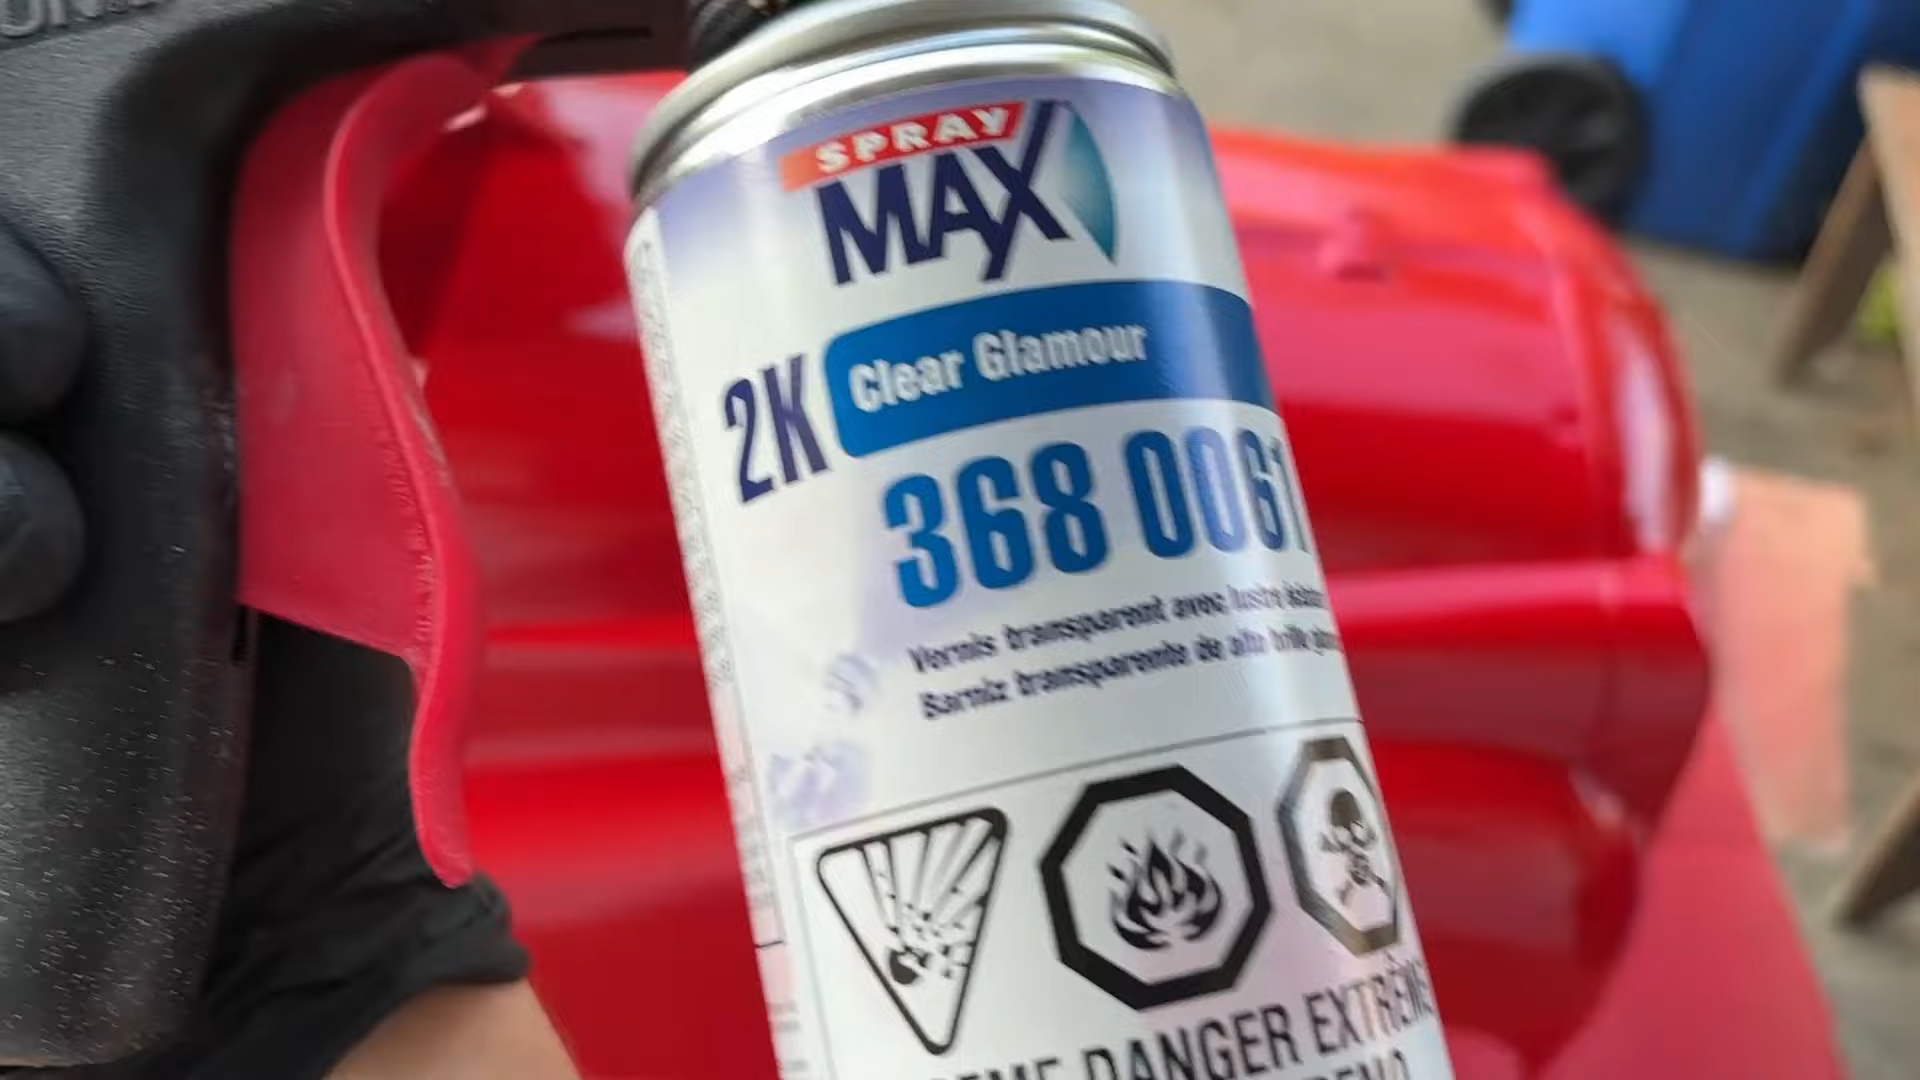 SPRAY
MAX
2K Clear Glamour
368 0061
Vernis transparent avec lustre
Barniz transparente de alto brillo
DANGER EXTRÊME